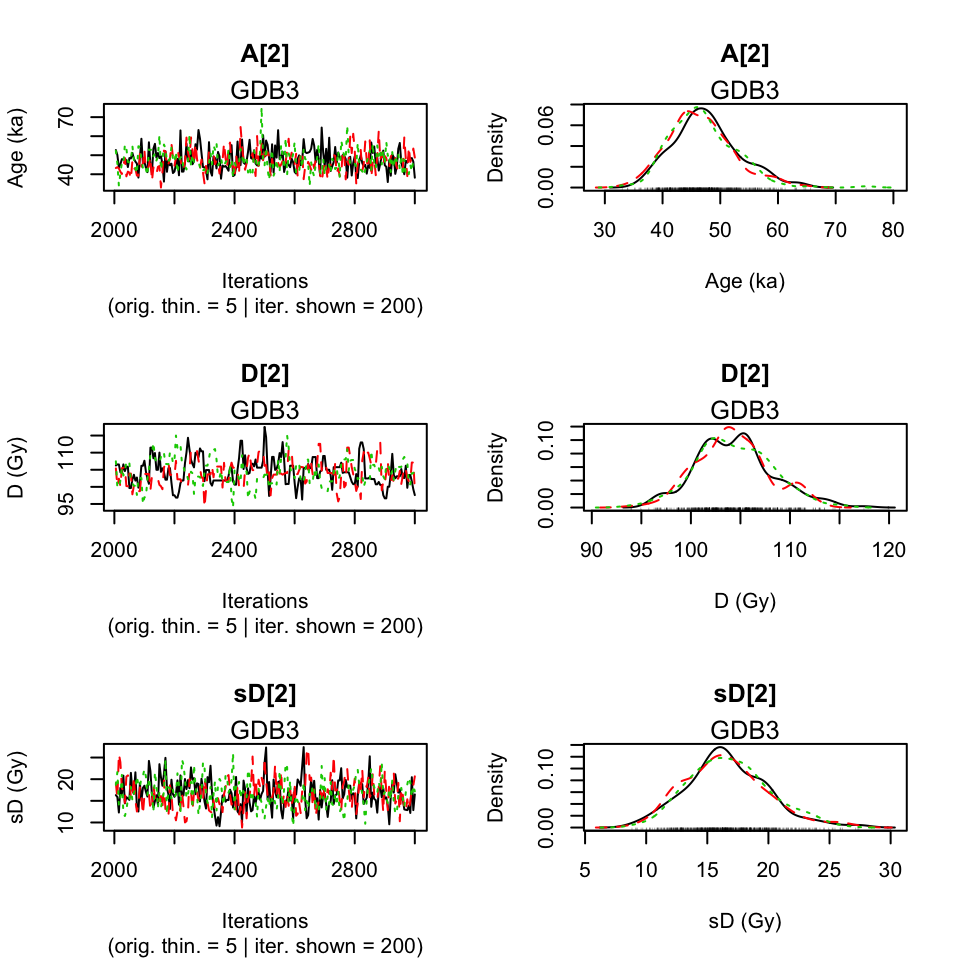 A[2]
GDB3
Age (ka)
40 70
2000 2400 2800
Iterations
(orig. thin. = 5 | iter. shown = 200)
A[2]
GDB3
Density
0.00 0.06
30 40 50 60 70 80
Age (ka)
D[2]
GDB3
D (Gy)
95 110
2000 2400 2800
Iterations
(orig. thin. = 5 | iter. shown = 200)
D[2]
GDB3
Density
0.00 0.10
90 95 100 110 120
D (Gy)
sD[2]
GDB3
sD (Gy)
10 20
2000 2400 2800
Iterations
(orig. thin. = 5 | iter. shown = 200)
sD[2]
GDB3
Density
0.00 0.10
5 10 15 20 25 30
sD (Gy)